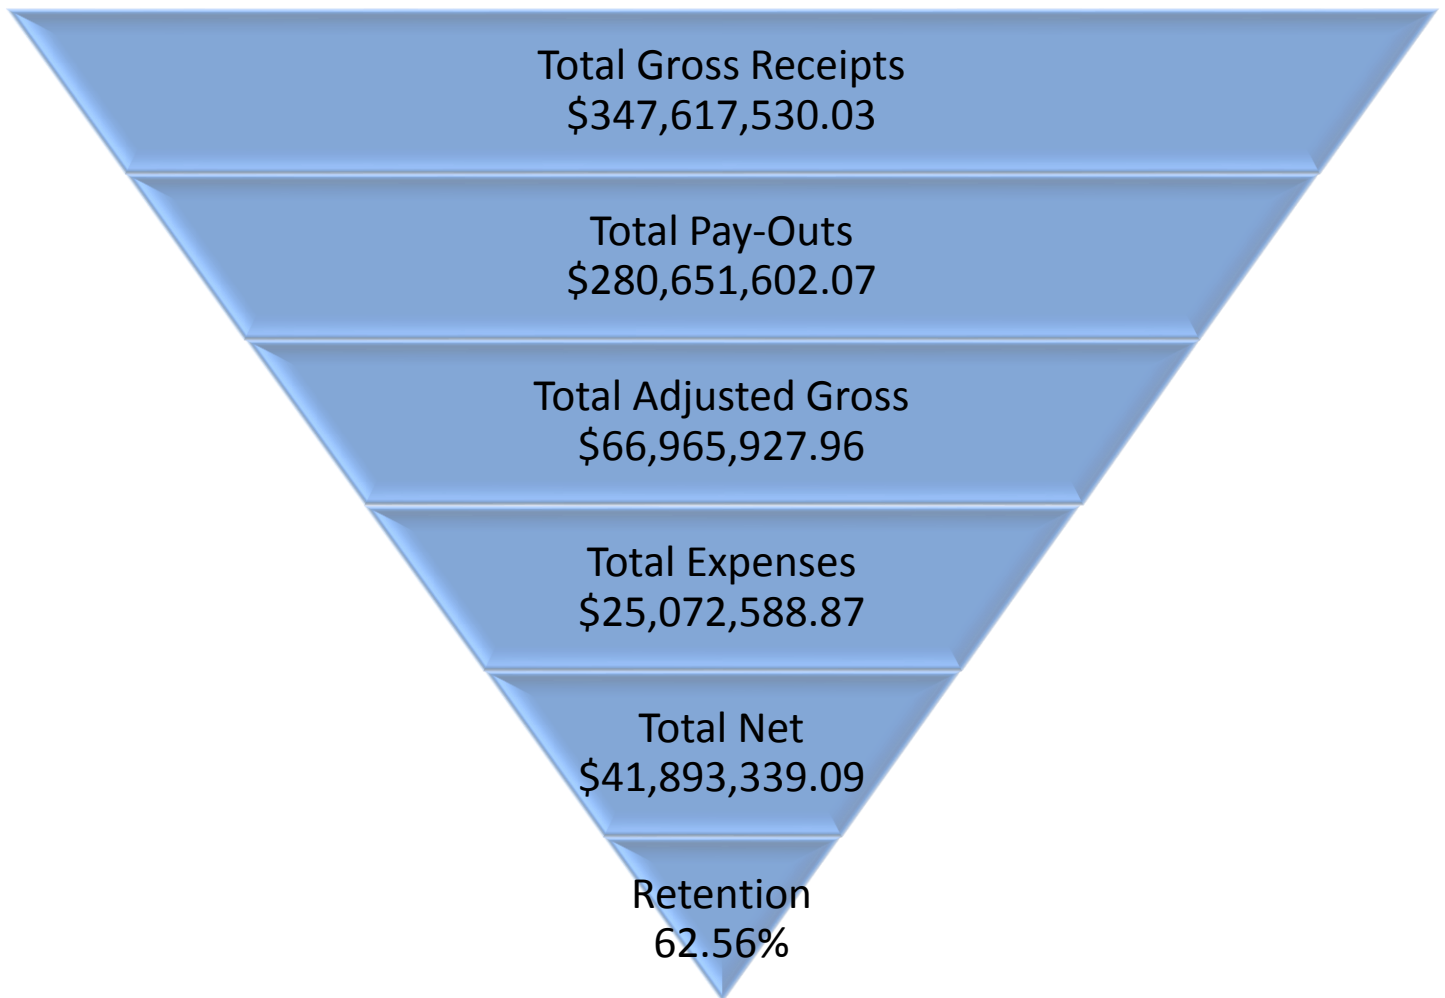 Total Gross Receipts
$347,617,530.03
Total Pay-Outs
$280,651,602.07
Total Adjusted Gross
$66,965,927.96
Total Expenses
$25,072,588.87
Total Net
$41,893,339.09
Retention
62.56%